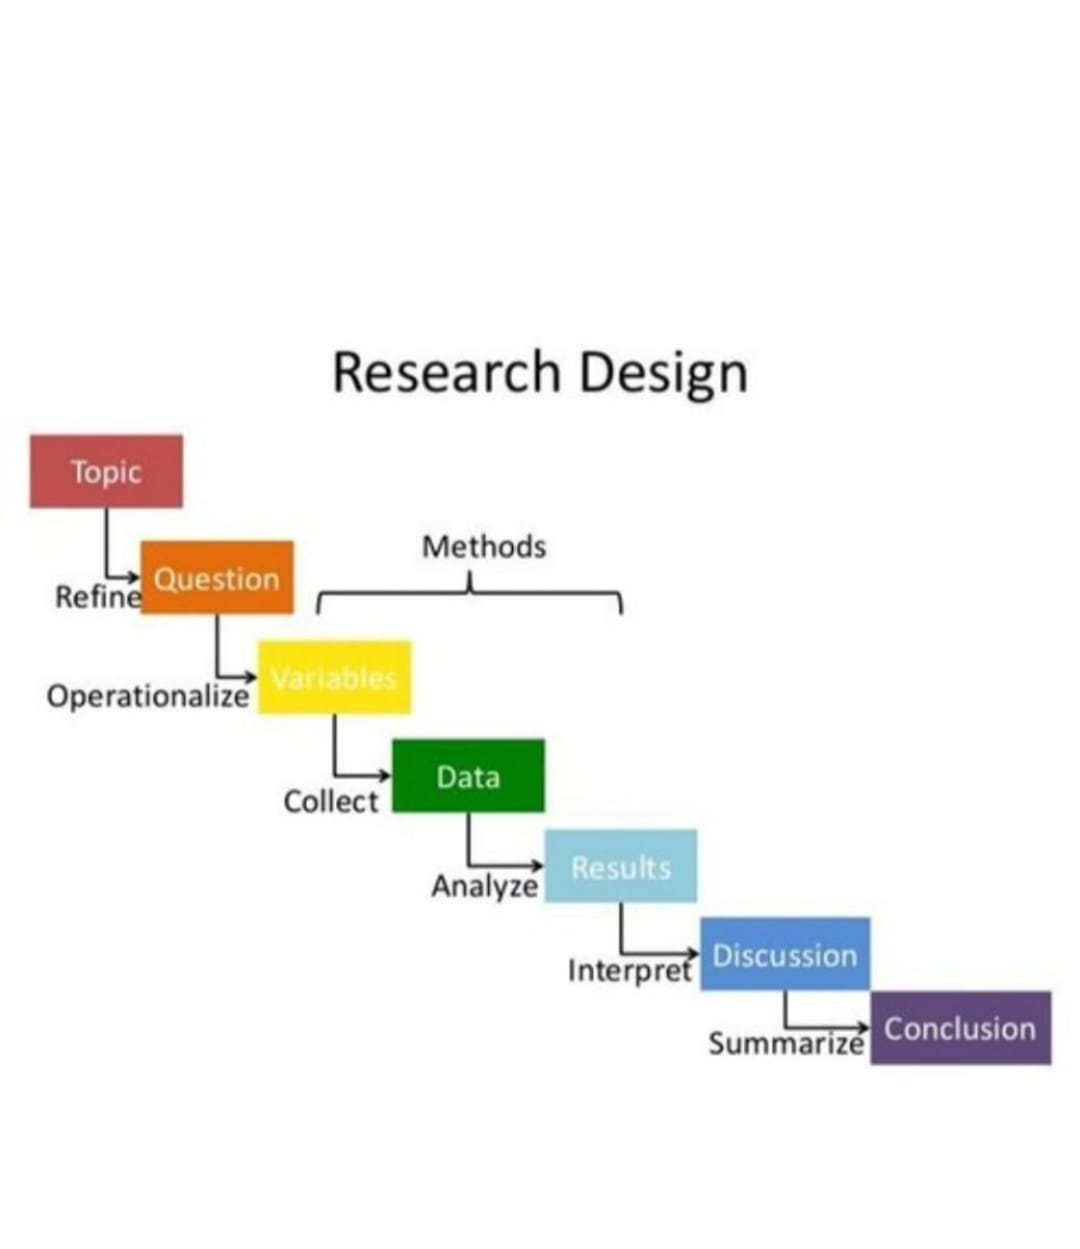 Research Design
Topic
Methods
Refine
Question
Operationalize
Variables
Collect
Data
Analyze
Results
Interpret
Discussion
Summarize
Conclusion